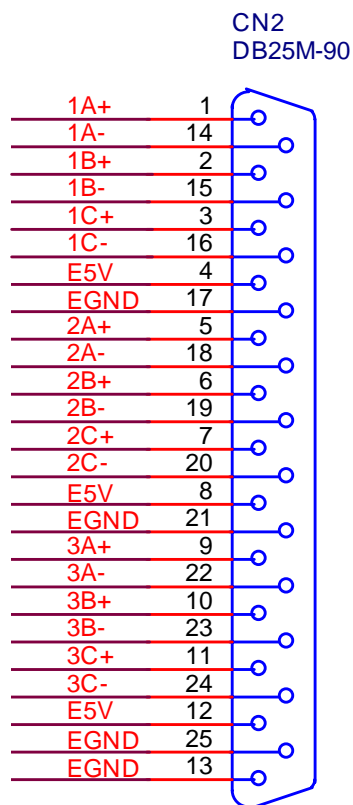 CN2
DB25M-90
1A+ 1
1A- 14
1B+ 2
1B- 15
1C+ 3
1C- 16
E5V 4
EGND 17
2A+ 5
2A- 18
2B+ 6
2B- 19
2C+ 7
2C- 20
E5V 8
EGND 21
3A+ 9
3A- 22
3B+ 10
3B- 23
3C+ 11
3C- 24
E5V 12
EGND 25
EGND 13